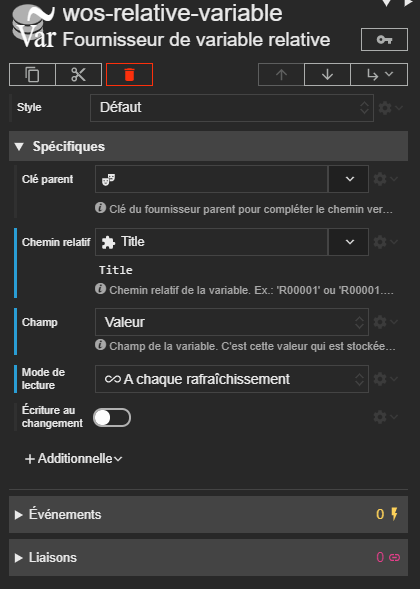 wos-relative-variable
Var Fournisseur de variable relative
Style Défaut
Spécifiques
Clé parent
Clé du fournisseur parent pour compléter le chemin ver...
Chemin relatif Title
Title
Chemin relatif de la variable. Ex.: 'R00001' ou 'R00001....
Champ Valeur
Champ de la variable. C'est cette valeur qui est stockée...
Mode de lecture A chaque rafraîchissement
Écriture au changement
+ Additionnelle
Événements 0
Liaisons 0